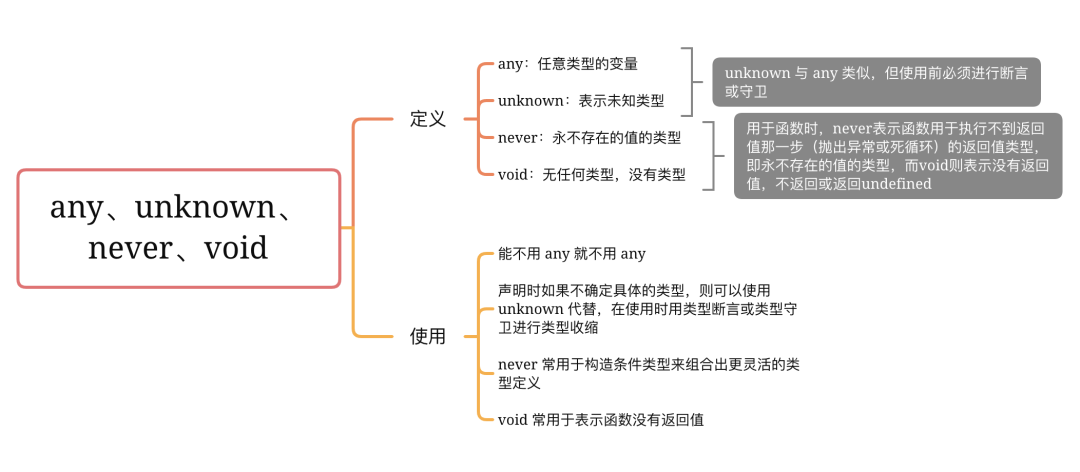 any、unknown、
never、void
定义
any：任意类型的变量
unknown：表示未知类型
never：永不存在的值的类型
void：无任何类型，没有类型
unknown 与 any 类似，但使用前必须进行断言
或守卫
用于函数时，never表示函数用于执行不到返回
值那一步（抛出异常或死循环）的返回值类型，
即永不存在的值的类型，而void则表示没有返回
值，不返回或返回undefined
使用
能不用 any 就不用 any
声明时如果不确定具体的类型，则可以使用
unknown 代替，在使用时用类型断言或类型守
卫进行类型收缩
never 常用于构造条件类型来组合出更灵活的类
型定义
void 常用于表示函数没有返回值